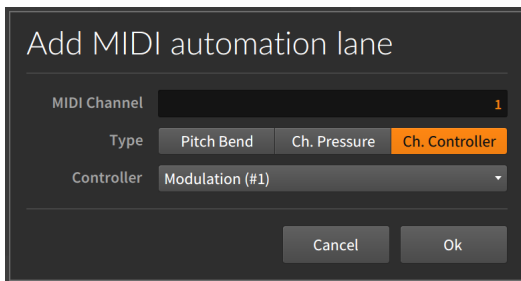 Add MIDI automation lane
MIDI Channel 1
Type Pitch Bend Ch. Pressure Ch. Controller
Controller Modulation (#1)
Cancel Ok